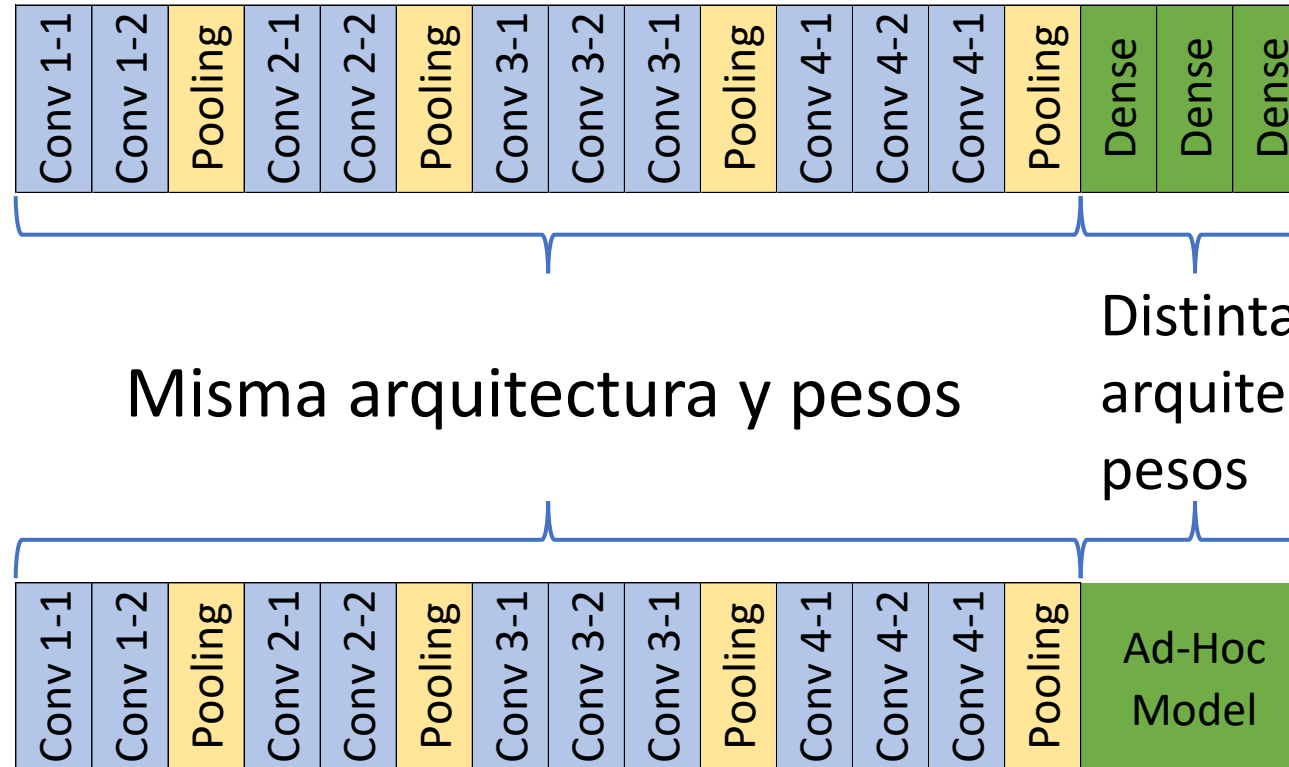 Conv 1-1
Conv 1-2
Pooling
Conv 2-1
Conv 2-2
Pooling
Conv 3-1
Conv 3-2
Conv 3-1
Pooling
Conv 4-1
Conv 4-2
Conv 4-1
Pooling
Dense
Dense
Dense
Misma arquitectura y pesos
Distinta
arquite
pesos
Conv 1-1
Conv 1-2
Pooling
Conv 2-1
Conv 2-2
Pooling
Conv 3-1
Conv 3-2
Conv 3-1
Pooling
Conv 4-1
Conv 4-2
Conv 4-1
Pooling
Ad-Hoc
Model